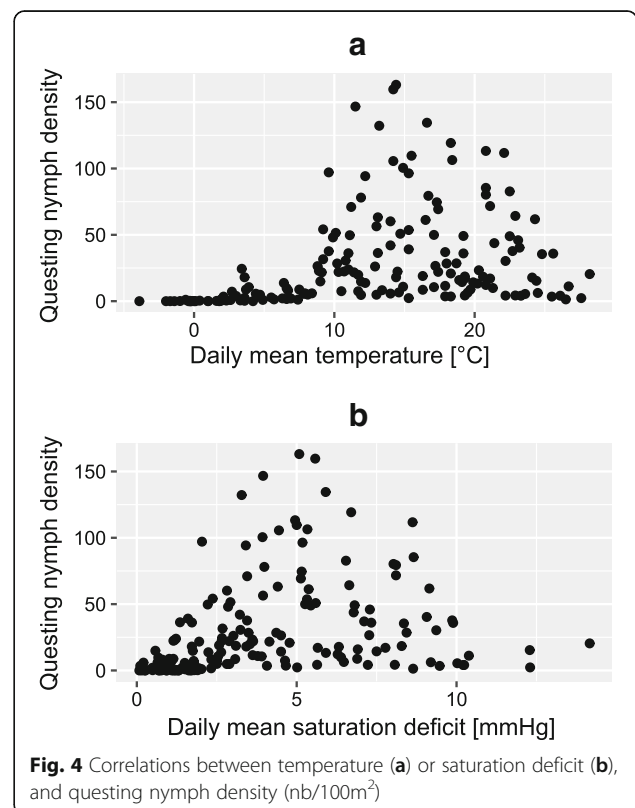 a
Questing nymph density
150
100
50
0
0 10 20
Daily mean temperature [°C]
b
Questing nymph density
150
100
50
0
0 5 10
Daily mean saturation deficit [mmHg]
Fig. 4 Correlations between temperature (a) or saturation deficit (b),
and questing nymph density (nb/100m²)